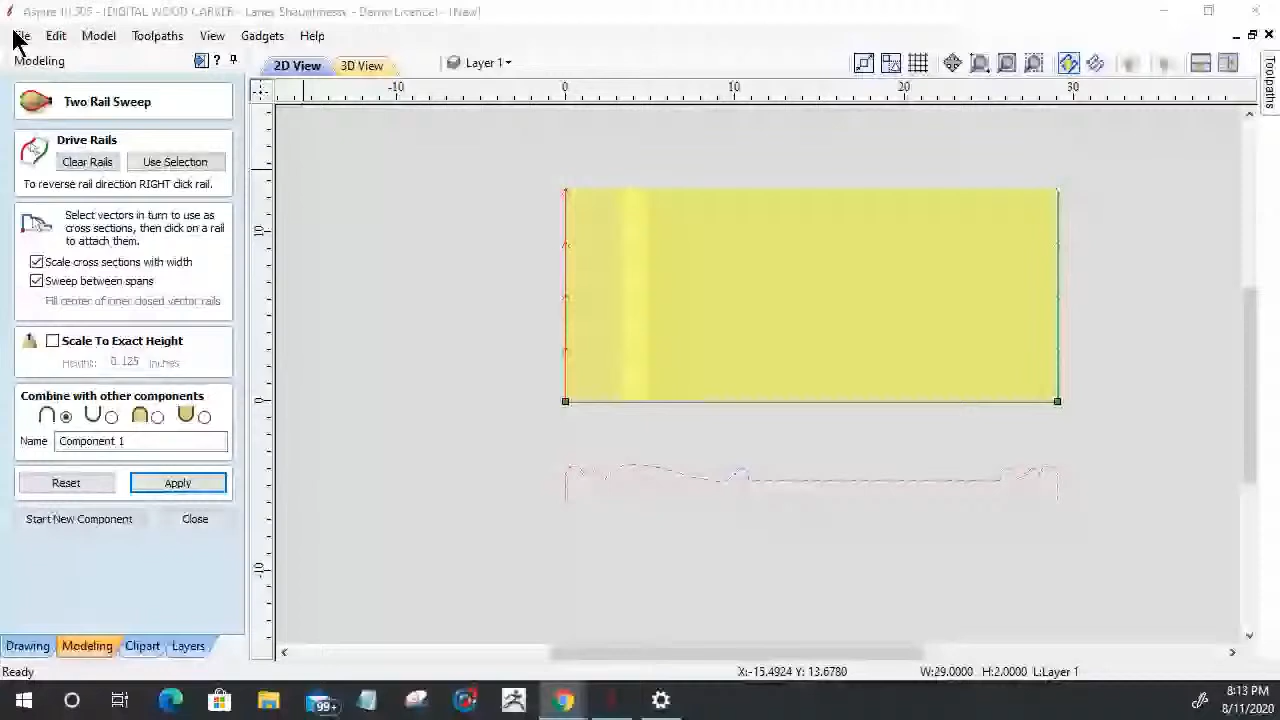 Aspire 10.505 - [DIGITAL WOOD CARVER - Laney Shaughnessy - Demo Licence] - [New]
Edit Model Toolpaths View Gadgets Help
Modeling
?
2D View
3D View
Layer 1
Toolpaths
-10 0 10 20 30
Two Rail Sweep
Drive Rails
Clear Rails
Use Selection
To reverse rail direction RIGHT click rail.
Select vectors in turn to use as
cross sections, then click on a rail
to attach them.
Scale cross sections with width
Sweep between spans
Fill center of inner closed vector rails
Scale To Exact Height
Height: 0.125 inches
Combine with other components
Name Component 1
Reset
Apply
Start New Component
Close
10
0
-10
Drawing
Modeling
Clipart
Layers
Ready
X:-15.4924 Y: 13.6780
W:29.0000 H:2.0000 L:Layer 1
99+
8:13 PM
8/11/2020